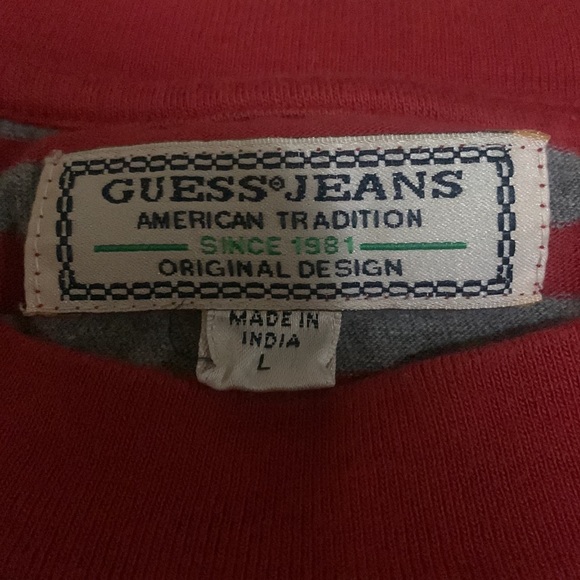 GUESS®JEANS
AMERICAN TRADITION
SINCE 1981
ORIGINAL DESIGN
MADE IN
INDIA
L